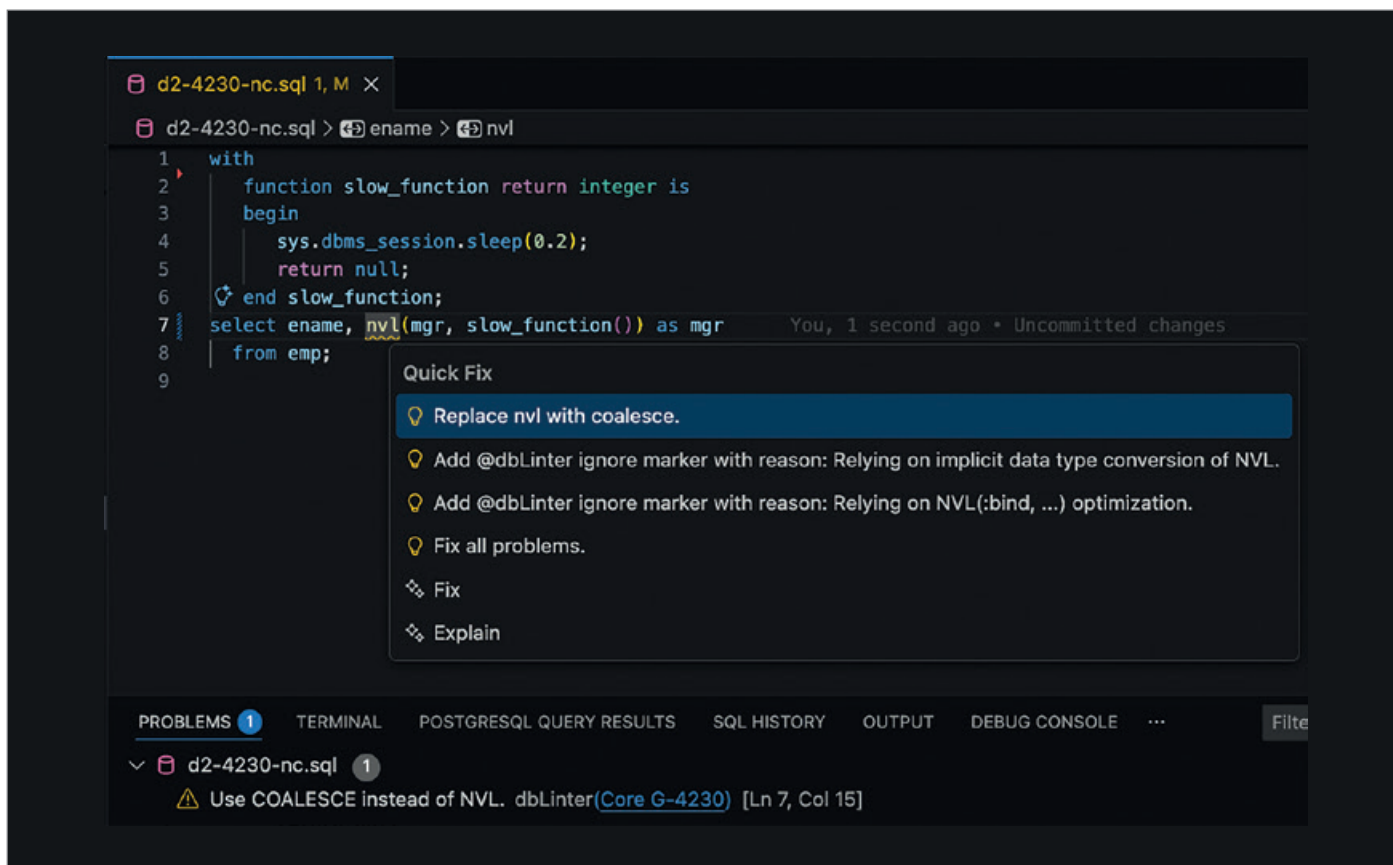 d2-4230-nc.sql 1, M ×
d2-4230-nc.sql > ename > nvl
1 with
2 function slow_function return integer is
3 begin
4 sys.dbms_session.sleep(0.2);
5 return null;
6 end slow_function;
7 select ename, nvl(mgr, slow_function()) as mgr You, 1 second ago • Uncommitted changes
8 from emp;
9
Quick Fix
Replace nvl with coalesce.
Add @dbLinter ignore marker with reason: Relying on implicit data type conversion of NVL.
Add @dbLinter ignore marker with reason: Relying on NVL(:bind, ...) optimization.
Fix all problems.
Fix
Explain
PROBLEMS 1 TERMINAL POSTGRESQL QUERY RESULTS SQL HISTORY OUTPUT DEBUG CONSOLE ... Filte
d2-4230-nc.sql 1
Use COALESCE instead of NVL. dbLinter(Core G-4230) [Ln 7, Col 15]